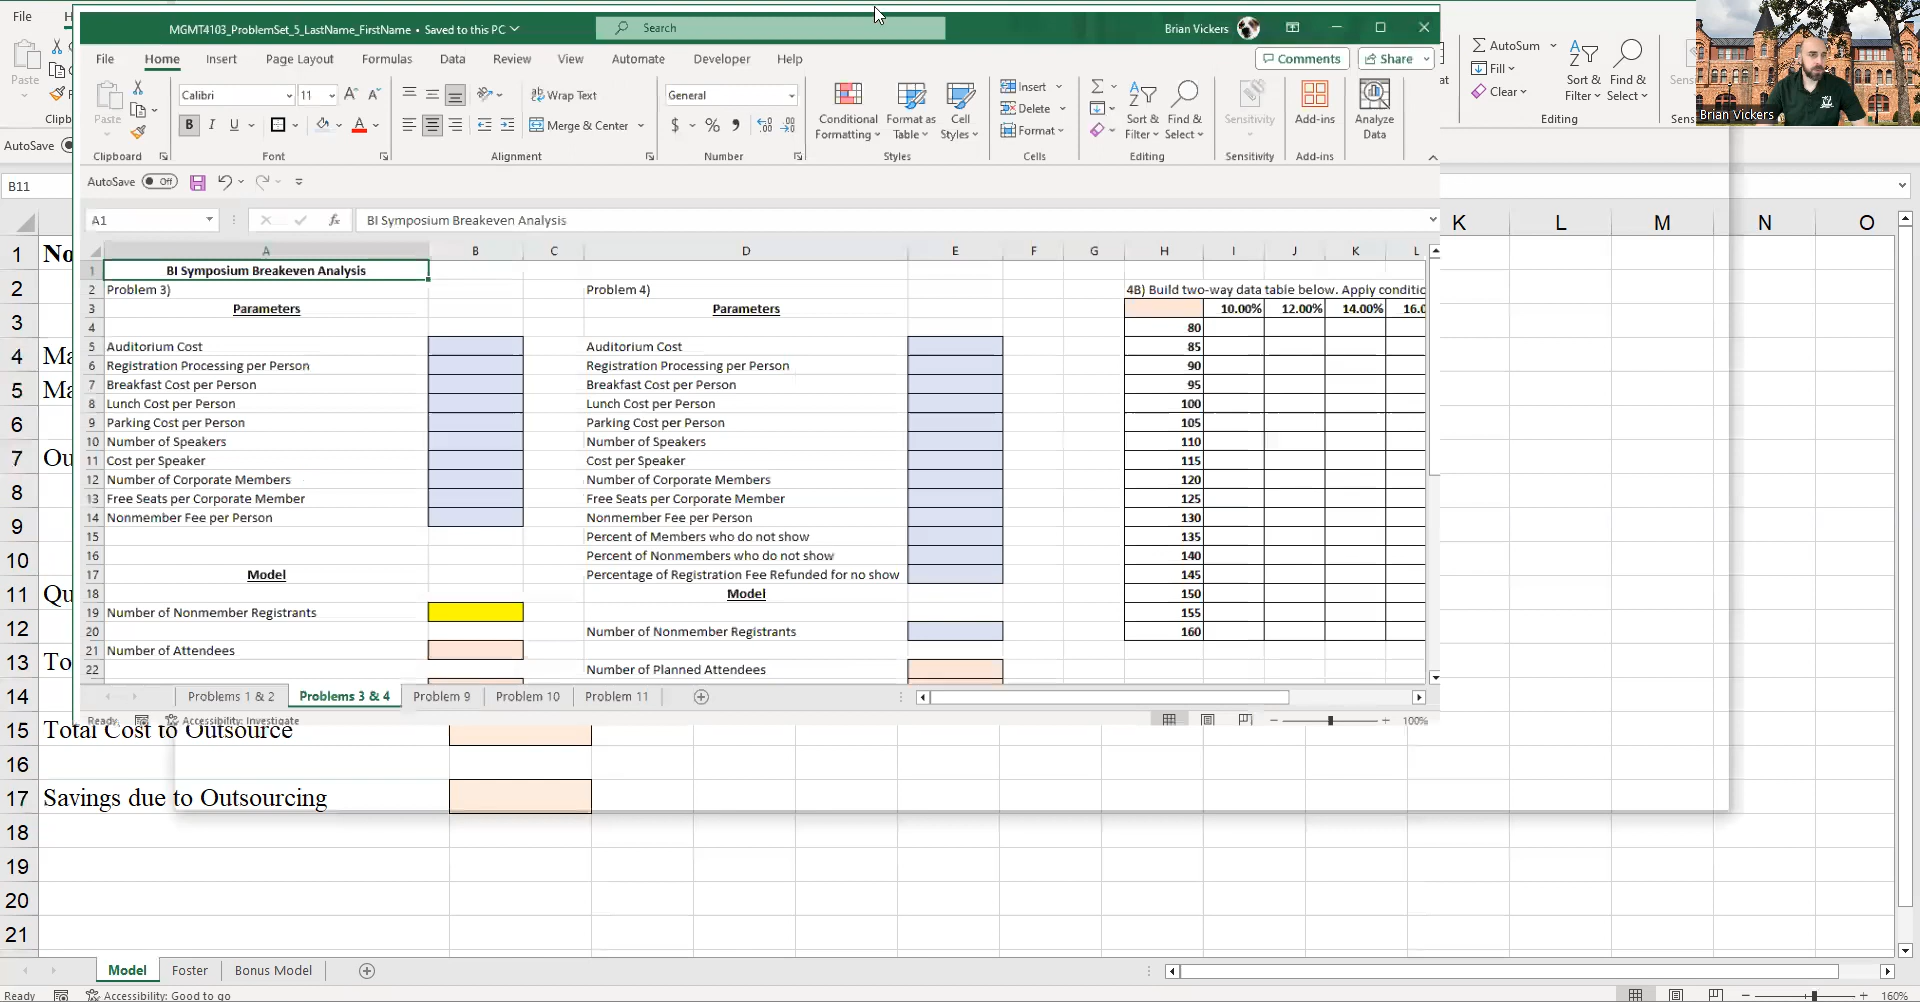 File
H
MGMT4103_ProblemSet_5_LastName_FirstName • Saved to this PC
Search
Brian Vickers
File Home Insert Page Layout Formulas Data Review View Automate Developer Help
Comments
Share
Paste
Calibri
11
Wrap Text
General
Conditional Formatting
Format as Table
Cell Styles
Insert
Delete
Format
Sort & Filter
Find & Select
Sensitivity
Add-ins
Analyze Data
B I U
Merge & Center
$ % ,
Clipboard
Font
Alignment
Number
Styles
Cells
Editing
Sensitivity
Add-ins
AutoSave Off
A1
fx
BI Symposium Breakeven Analysis
A B C D E F G H I J K L
1 BI Symposium Breakeven Analysis
2 Problem 3) Problem 4) 4B) Build two-way data table below. Apply conditio
3 Parameters Parameters 10.00% 12.00% 14.00% 16.0
4 80
5 Auditorium Cost Auditorium Cost 85
6 Registration Processing per Person Registration Processing per Person 90
7 Breakfast Cost per Person Breakfast Cost per Person 95
8 Lunch Cost per Person Lunch Cost per Person 100
9 Parking Cost per Person Parking Cost per Person 105
10 Number of Speakers Number of Speakers 110
11 Cost per Speaker Cost per Speaker 115
12 Number of Corporate Members Number of Corporate Members 120
13 Free Seats per Corporate Member Free Seats per Corporate Member 125
14 Nonmember Fee per Person Nonmember Fee per Person 130
15 Percent of Members who do not show 135
16 Percent of Nonmembers who do not show 140
17 Model Percentage of Registration Fee Refunded for no show 145
18 Model 150
19 Number of Nonmember Registrants 155
20 Number of Nonmember Registrants 160
21 Number of Attendees
22 Number of Planned Attendees
Problems 1 & 2 Problems 3 & 4 Problem 9 Problem 10 Problem 11
Ready Accessibility: Investigate 100%
Paste
Clipb
AutoSave
B11
AutoSum
Fill
Clear
Sort & Filter
Find & Select
Editing
Brian Vickers
K L M N O
1 No
2
3
4 Ma
5 Ma
6
7 Ou
8
9
10
11 Qu
12
13 To
14
15 Total Cost to Outsource
16
17 Savings due to Outsourcing
18
19
20
21
Model Foster Bonus Model
Ready Accessibility: Good to go 160%